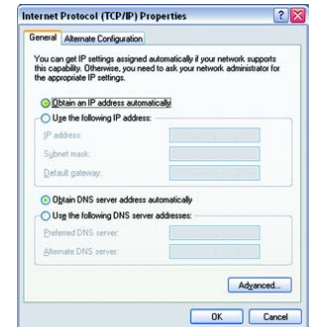 Internet Protocol (TCP/IP) Properties
General
Alternate Configuration
You can get IP settings assigned automatically if your network supports
this capability. Otherwise, you need to ask your network administrator for
the appropriate IP settings.
Obtain an IP address automatically
Use the following IP address:
IP address:
Subnet mask:
Default gateway:
Obtain DNS server address automatically
Use the following DNS server addresses:
Preferred DNS server:
Alternate DNS server:
Advanced...
OK
Cancel